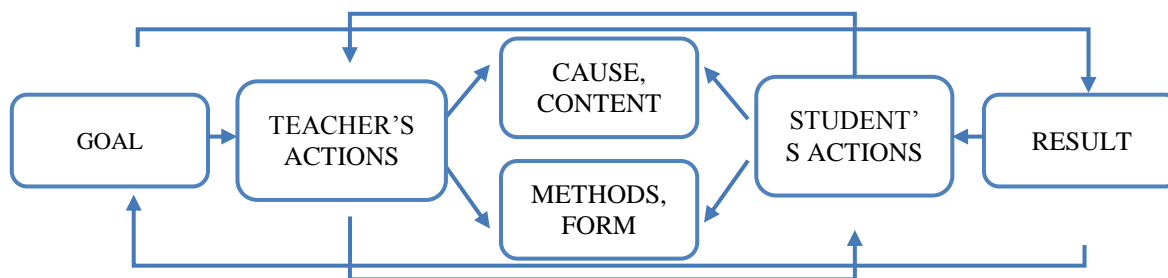 GOAL
TEACHER'S
ACTIONS
CAUSE,
CONTENT
METHODS,
FORM
STUDENT'
S ACTIONS
RESULT